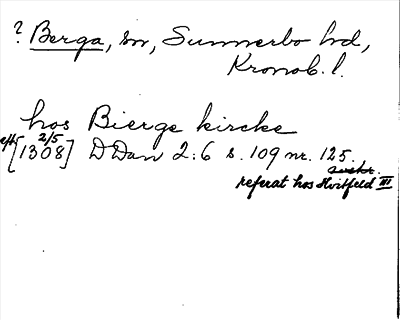 ? Berga, sn, Sunnerbo hd,
Kronob. l.
hos Bierge kircke
eft. 2/5
[1308] DDan 2:6 s. 109 nr. 125.
avskr.
referat hos Hvitfeld III